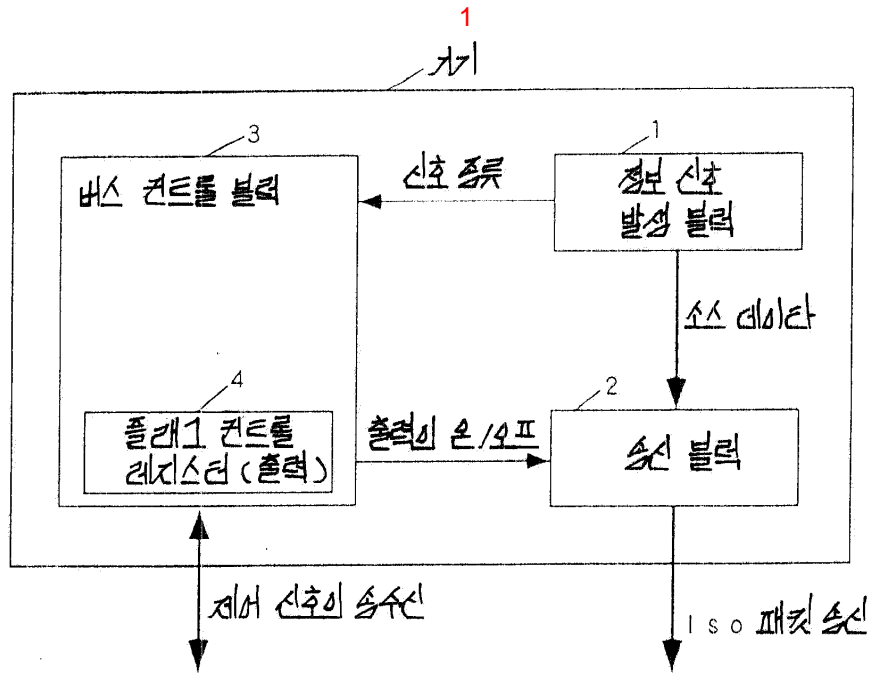 1
기기
3
버스 컨트롤 블럭
신호 종류
1
정보 신호
발생 블럭
소스 데이타
4
플래그 컨트롤
레지스터(출력)
출력의 온/오프
2
송신 블럭
제어 신호의 송수신
Iso 패킷 송신